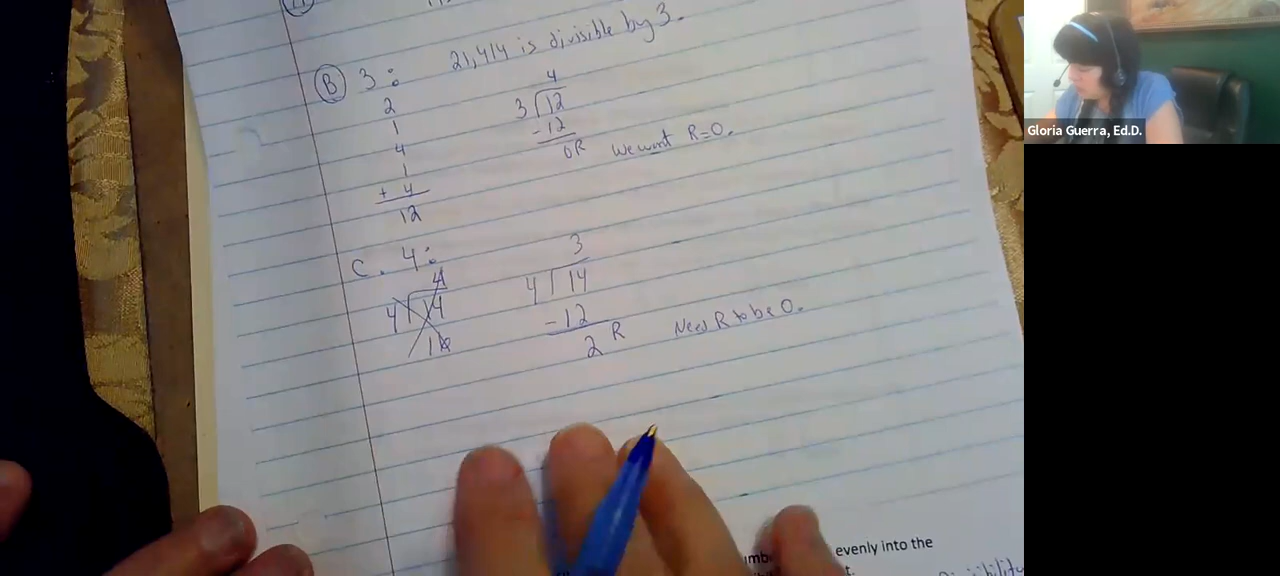 21,414 is divisible by 3.
B 3:
2
1
4
1
+ 4
12
4
3 12
-12
0R We want R=0.
C. 4:
4
4 14
16
3
4 14
-12
2 R Need R to be 0.
evenly into the
Gloria Guerra, Ed.D.